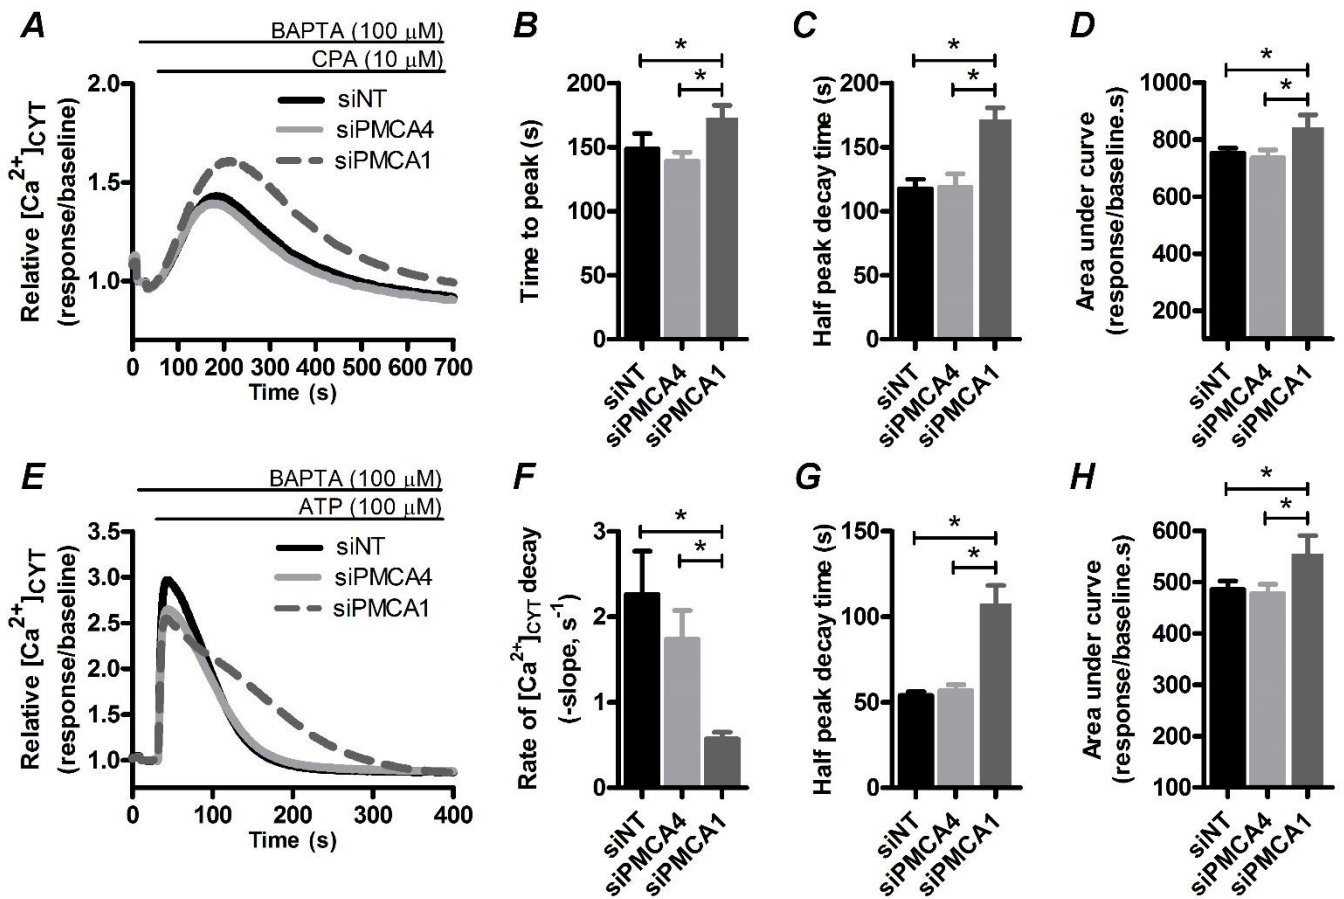 A
BAPTA (100 μM)
CPA (10 μM)
Relative [Ca2+]CYT
(response/baseline)
2.0
1.5
1.0
siNT
siPMCA4
siPMCA1
0 100 200 300 400 500 600 700
Time (s)
B
* *
Time to peak (s)
200
150
100
50
0
siNT
siPMCA4
siPMCA1
C
* *
Half peak decay time (s)
200
150
100
50
0
siNT
siPMCA4
siPMCA1
D
* *
Area under curve
(response/baseline.s)
1000
800
600
400
200
siNT
siPMCA4
siPMCA1
E
BAPTA (100 μM)
ATP (100 μM)
Relative [Ca2+]CYT
(response/baseline)
3.5
3.0
2.5
2.0
1.5
1.0
siNT
siPMCA4
siPMCA1
0 100 200 300 400
Time (s)
F
* *
Rate of [Ca2+]CYT decay
(-slope, s-1)
3
2
1
0
siNT
siPMCA4
siPMCA1
G
* *
Half peak decay time (s)
150
100
50
0
siNT
siPMCA4
siPMCA1
H
* *
Area under curve
(response/baseline.s)
600
500
400
300
200
100
siNT
siPMCA4
siPMCA1